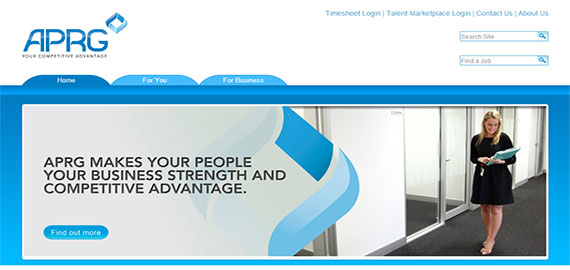 Timesheet Login | Talent Marketplace Login | Contact Us | About Us
APRG
YOUR COMPETITIVE ADVANTAGE
Search Site
Find a Job
Home
For You
For Business
APRG MAKES YOUR PEOPLE
YOUR BUSINESS STRENGTH AND
COMPETITIVE ADVANTAGE.
Find out more